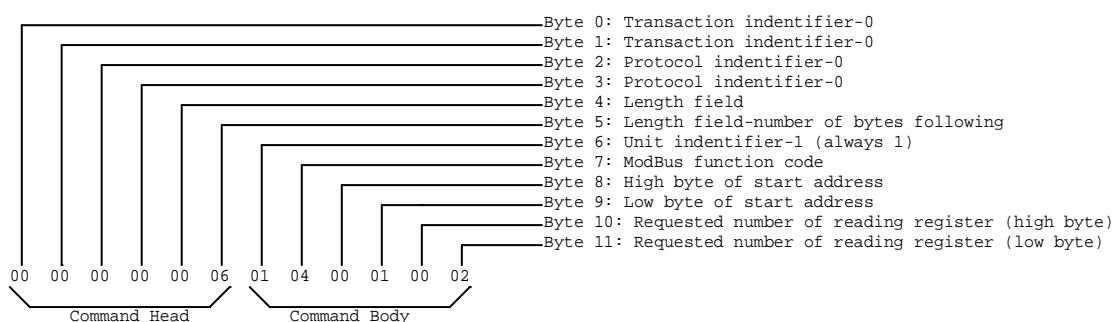 Byte 0: Transaction indentifier-0
Byte 1: Transaction indentifier-0
Byte 2: Protocol indentifier-0
Byte 3: Protocol indentifier-0
Byte 4: Length field
Byte 5: Length field-number of bytes following
Byte 6: Unit indentifier-1 (always 1)
Byte 7: ModBus function code
Byte 8: High byte of start address
Byte 9: Low byte of start address
Byte 10: Requested number of reading register (high byte)
Byte 11: Requested number of reading register (low byte)
00 00 00 00 00 06 01 04 00 01 00 02
Command Head Command Body